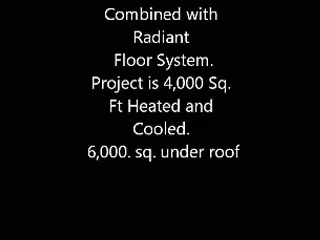 Combined with
Radiant
Floor System.
Project is 4,000 Sq.
Ft Heated and
Cooled.
6,000. sq. under roof